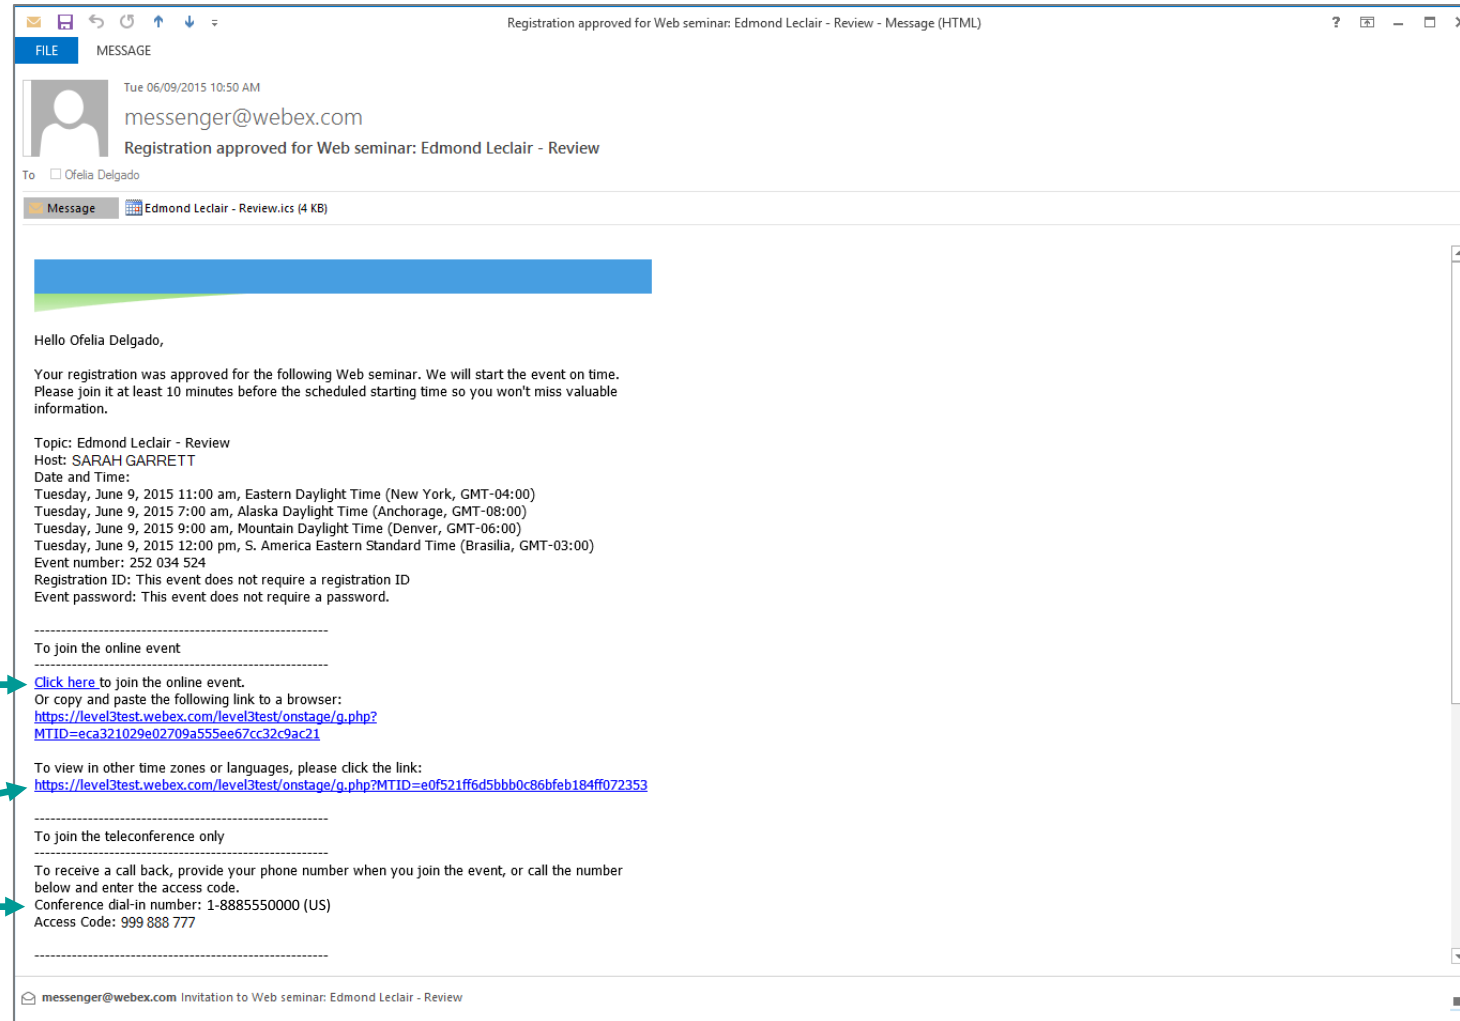 Registration approved for Web seminar: Edmond Leclair - Review - Message (HTML)
?
FILE MESSAGE
Tue 06/09/2015 10:50 AM
messenger@webex.com
Registration approved for Web seminar: Edmond Leclair - Review
To Ofelia Delgado
Message Edmond Leclair - Review.ics (4 KB)
Hello Ofelia Delgado,
Your registration was approved for the following Web seminar. We will start the event on time.
Please join it at least 10 minutes before the scheduled starting time so you won't miss valuable
information.
Topic: Edmond Leclair - Review
Host: SARAH GARRETT
Date and Time:
Tuesday, June 9, 2015 11:00 am, Eastern Daylight Time (New York, GMT-04:00)
Tuesday, June 9, 2015 7:00 am, Alaska Daylight Time (Anchorage, GMT-08:00)
Tuesday, June 9, 2015 9:00 am, Mountain Daylight Time (Denver, GMT-06:00)
Tuesday, June 9, 2015 12:00 pm, S. America Eastern Standard Time (Brasilia, GMT-03:00)
Event number: 252 034 524
Registration ID: This event does not require a registration ID
Event password: This event does not require a password.
-------------------------------------------------------
To join the online event
-------------------------------------------------------
Click here to join the online event.
Or copy and paste the following link to a browser:
https://level3test.webex.com/level3test/onstage/g.php?
MTID=eca321029e02709a555ee67cc32c9ac21
To view in other time zones or languages, please click the link:
https://level3test.webex.com/level3test/onstage/g.php?MTID=e0f521ff6d5bbb0c86bfeb184ff072353
-------------------------------------------------------
To join the teleconference only
-------------------------------------------------------
To receive a call back, provide your phone number when you join the event, or call the number
below and enter the access code.
Conference dial-in number: 1-8885550000 (US)
Access Code: 999 888 777
-------------------------------------------------------
messenger@webex.com Invitation to Web seminar: Edmond Leclair - Review